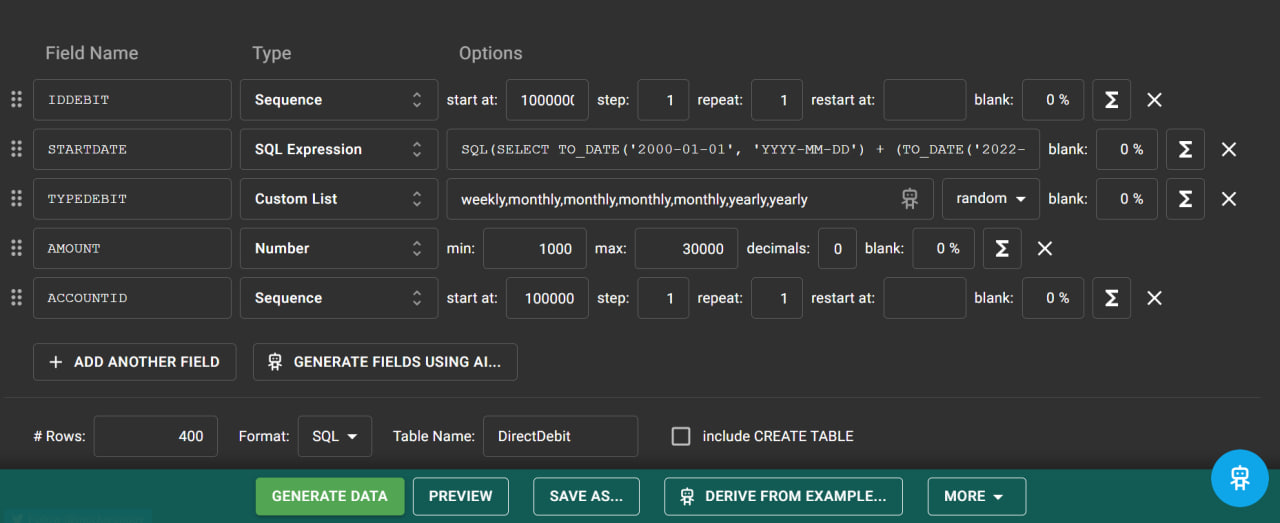 Field Name Type Options
IDDEBIT Sequence start at: 1000000 step: 1 repeat: 1 restart at: blank: 0 % Σ
STARTDATE SQL Expression SQL(SELECT TO_DATE('2000-01-01', 'YYYY-MM-DD') + (TO_DATE('2022- blank: 0 % Σ
TYPEDEBIT Custom List weekly,monthly,monthly,monthly,monthly,yearly,yearly random blank: 0 % Σ
AMOUNT Number min: 1000 max: 30000 decimals: 0 blank: 0 % Σ
ACCOUNTID Sequence start at: 100000 step: 1 repeat: 1 restart at: blank: 0 % Σ
+ ADD ANOTHER FIELD GENERATE FIELDS USING AI...
# Rows: 400 Format: SQL Table Name: DirectDebit include CREATE TABLE
GENERATE DATA PREVIEW SAVE AS... DERIVE FROM EXAMPLE... MORE